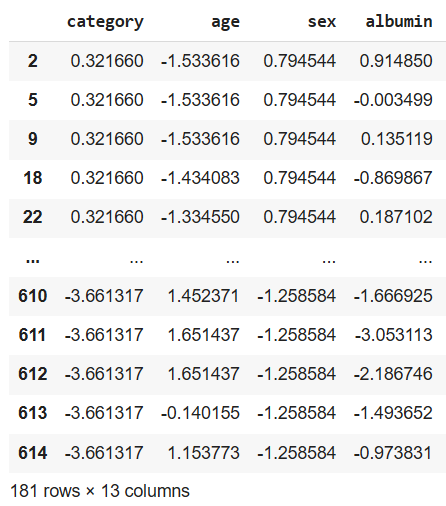 category age sex albumin
2 0.321660 -1.533616 0.794544 0.914850
5 0.321660 -1.533616 0.794544 -0.003499
9 0.321660 -1.533616 0.794544 0.135119
18 0.321660 -1.434083 0.794544 -0.869867
22 0.321660 -1.334550 0.794544 0.187102
... ... ... ... ...
610 -3.661317 1.452371 -1.258584 -1.666925
611 -3.661317 1.651437 -1.258584 -3.053113
612 -3.661317 1.651437 -1.258584 -2.186746
613 -3.661317 -0.140155 -1.258584 -1.493652
614 -3.661317 1.153773 -1.258584 -0.973831
181 rows × 13 columns